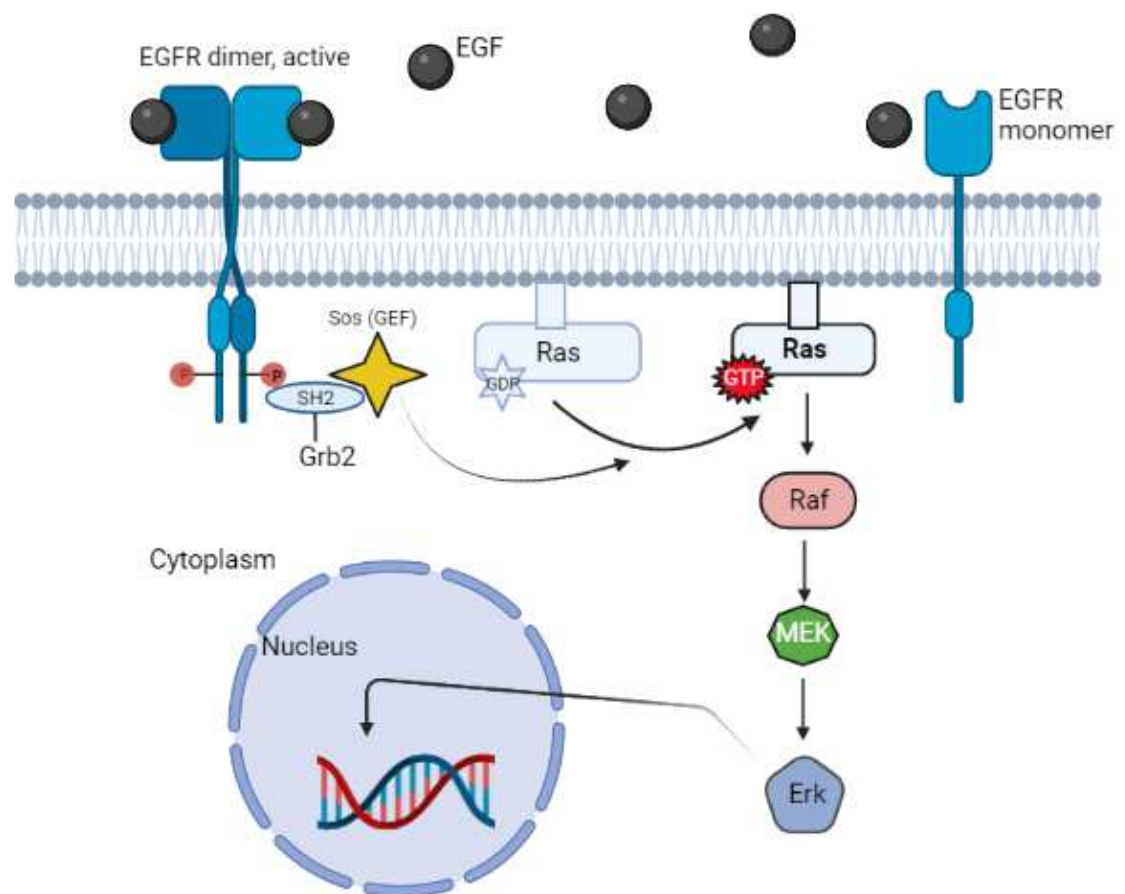 EGF
EGFR dimer, active
EGFR
monomer
Sos (GEF)
Ras
GDP
Ras
GTP
P
P
SH2
Grb2
Raf
Cytoplasm
MEK
Nucleus
Erk